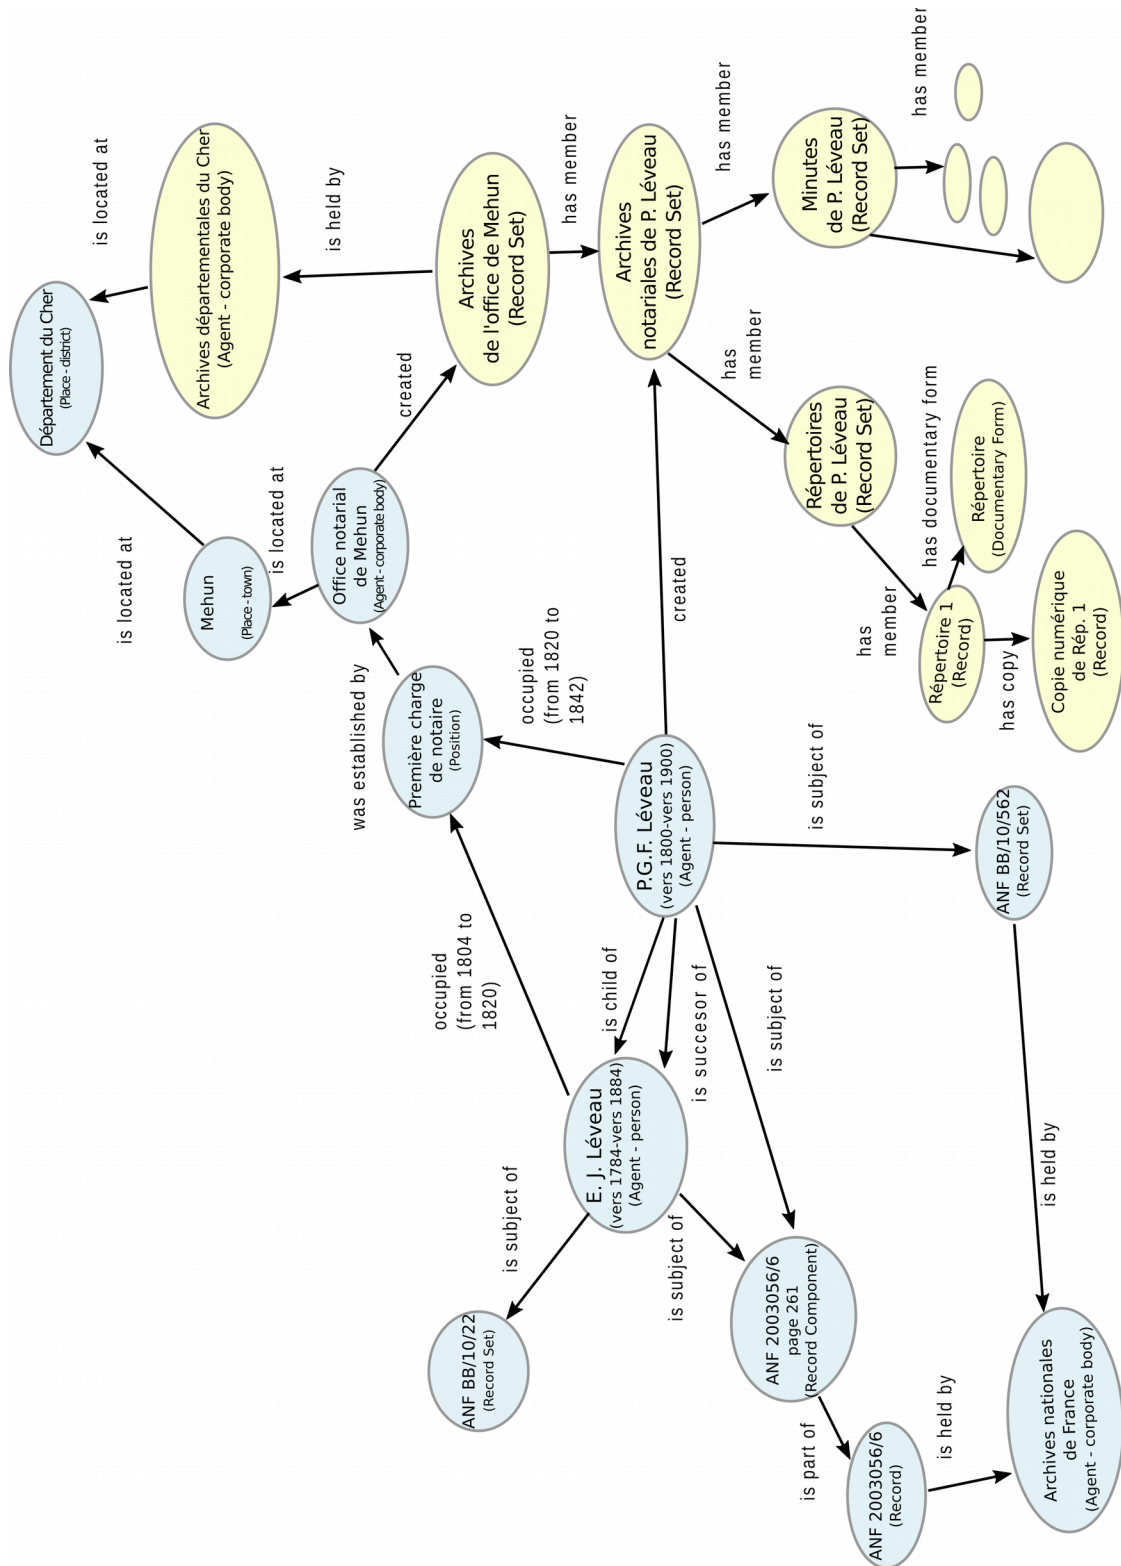 ANF 2003056/6
(Record)
is part of
is held by
Archives nationales
de France
(Agent - corporate body)
ANF BB/10/22
(Record Set)
is subject of
is subject of
ANF 2003056/6
page 261
(Record Component)
E. J. Léveau
(vers 1784-vers 1884)
(Agent - person)
is held by
occupied
(from 1804 to
1820)
is child of
is succesor of
is subject of
was established by
Première charge
de notaire
(Position)
occupied
(from 1820 to
1842)
P.G.F. Léveau
(vers 1800-vers 1900)
(Agent - person)
is subject of
ANF BB/10/562
(Record Set)
is located at
Mehun
(Place - town)
is located at
Office notarial
de Mehun
(Agent - corporate body)
created
created
has
member
Répertoire 1
(Record)
has copy
Copie numérique
de Rép. 1
(Record)
Département du Cher
(Place - district)
Répertoires
de P. Léveau
(Record Set)
has documentary form
Répertoire
(Documentary Form)
has
member
is located at
Archives départementales du Cher
(Agent - corporate body)
is held by
Archives
de l'office de Mehun
(Record Set)
has member
Archives
notariales de P. Léveau
(Record Set)
has member
Minutes
de P. Léveau
(Record Set)
has member